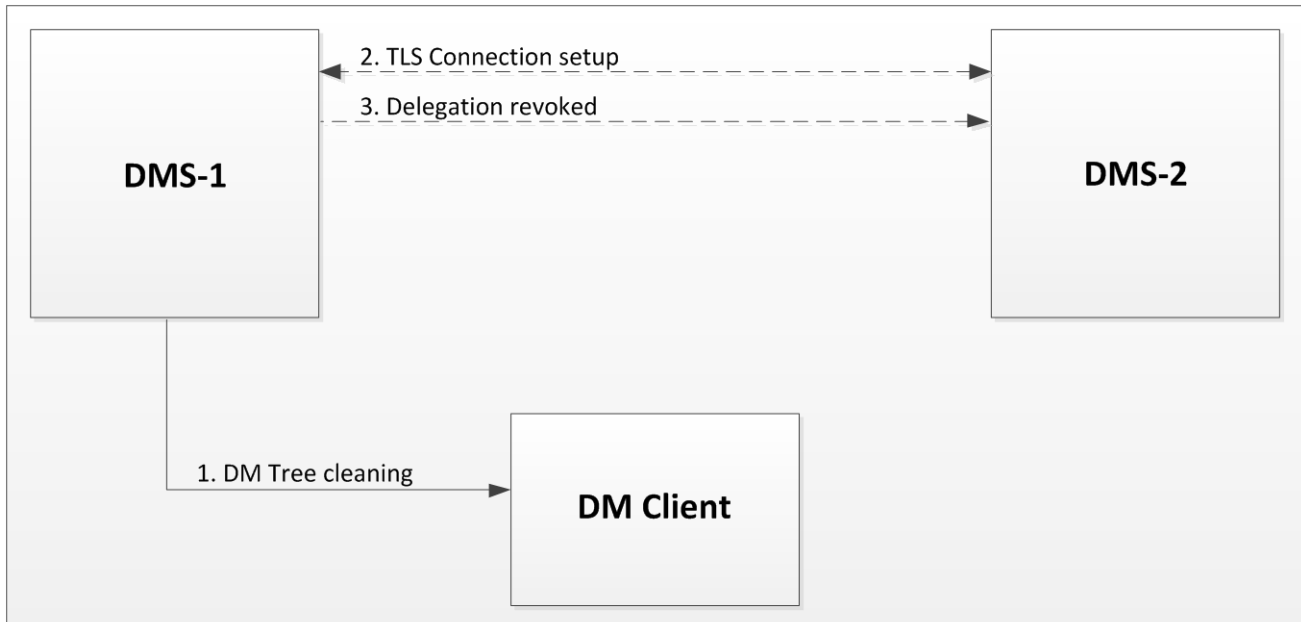 2. TLS Connection setup
3. Delegation revoked
DMS-1
DMS-2
1. DM Tree cleaning
DM Client